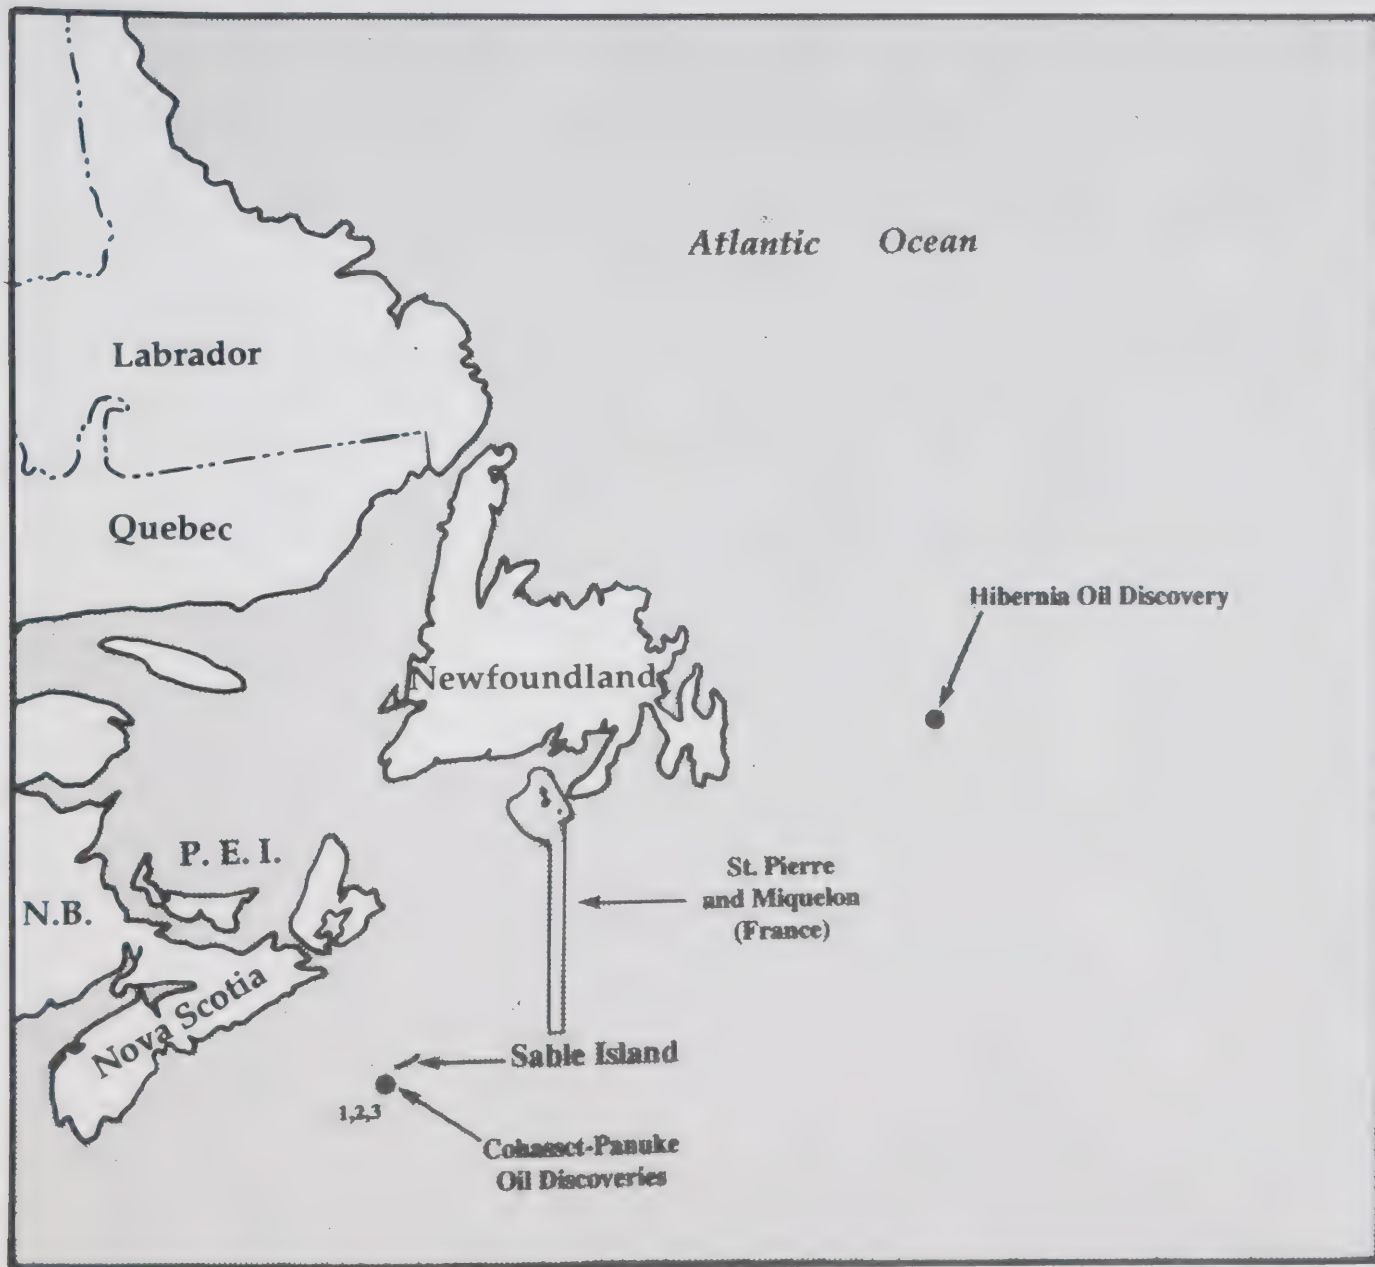 Atlantic Ocean
Labrador
Quebec
Hibernia Oil Discovery
Newfoundland
P. E. I.
St. Pierre
and Miquelon
(France)
N.B.
Nova Scotia
Sable Island
1,2,3
Cohasset-Panuke
Oil Discoveries